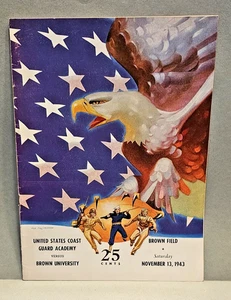 UNITED STATES COAST
GUARD ACADEMY
VERSUS
BROWN UNIVERSITY
25
CENTS
BROWN FIELD
Saturday
NOVEMBER 13, 1943